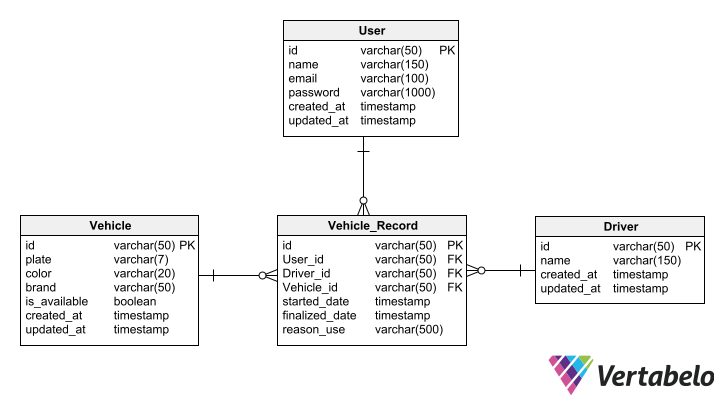 User
id varchar(50) PK
name varchar(150)
email varchar(100)
password varchar(1000)
created_at timestamp
updated_at timestamp
Vehicle
id varchar(50) PK
plate varchar(7)
color varchar(20)
brand varchar(50)
is_available boolean
created_at timestamp
updated_at timestamp
Vehicle_Record
id varchar(50) PK
User_id varchar(50) FK
Driver_id varchar(50) FK
Vehicle_id varchar(50) FK
started_date timestamp
finalized_date timestamp
reason_use varchar(500)
Driver
id varchar(50) PK
name varchar(150)
created_at timestamp
updated_at timestamp
Vertabelo